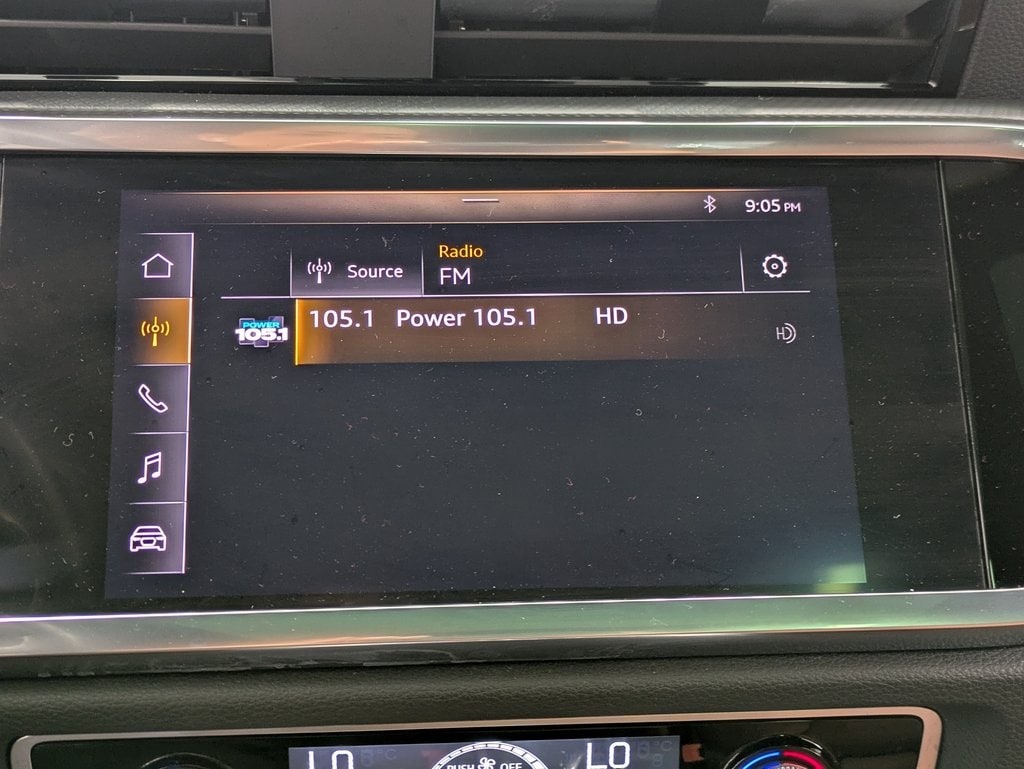 9:05 PM
Radio
Source
FM
POWER
105.1
105.1 Power 105.1 HD
HD
LO
LO
PUSH OFF